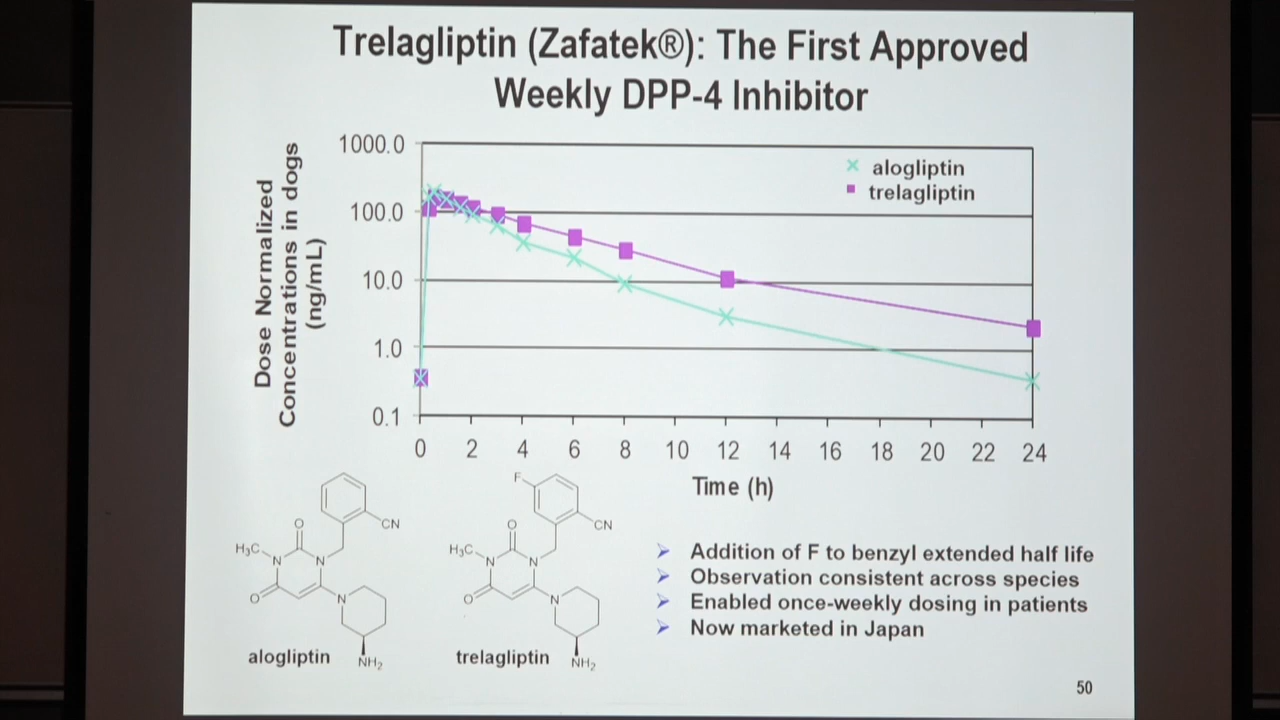 Trelagliptin (Zafatek®): The First Approved
Weekly DPP-4 Inhibitor
Dose Normalized
Concentrations in dogs
(ng/mL)
1000.0
100.0
10.0
1.0
0.1
alogliptin
trelagliptin
0 2 4 6 8 10 12 14 16 18 20 22 24
Time (h)
CN
O
H₃C
N
N
O
N
NH₂
alogliptin
F
CN
O
H₃C
N
N
O
N
NH₂
trelagliptin
Addition of F to benzyl extended half life
Observation consistent across species
Enabled once-weekly dosing in patients
Now marketed in Japan
50